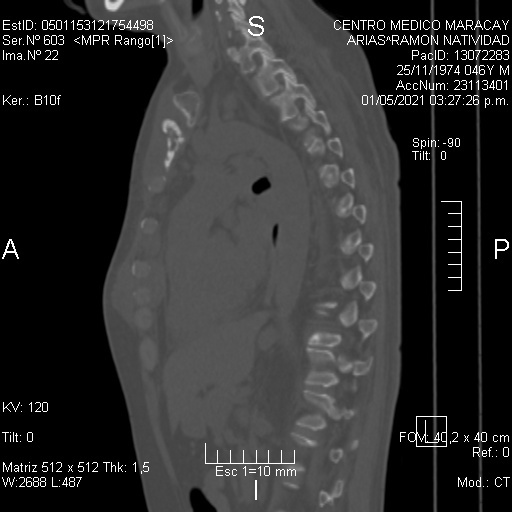 EstID: 0501153121754498
Ser.Nº 603 <MPR Rango[1]>
Ima.Nº 22
Ker.: B10f
S
CENTRO MEDICO MARACAY
ARIAS^RAMON NATIVIDAD
PacID: 13072283
25/11/1974 046Y M
AccNum: 23113401
01/05/2021 03:27:26 p.m.
Spin: -90
Tilt: 0
A
P
KV: 120
Tilt: 0
Matriz 512 x 512 Thk: 1,5
W:2688 L:487
Esc 1=10 mm
I
FOM: 40,2 x 40 cm
Ref.: 0
Mod.: CT